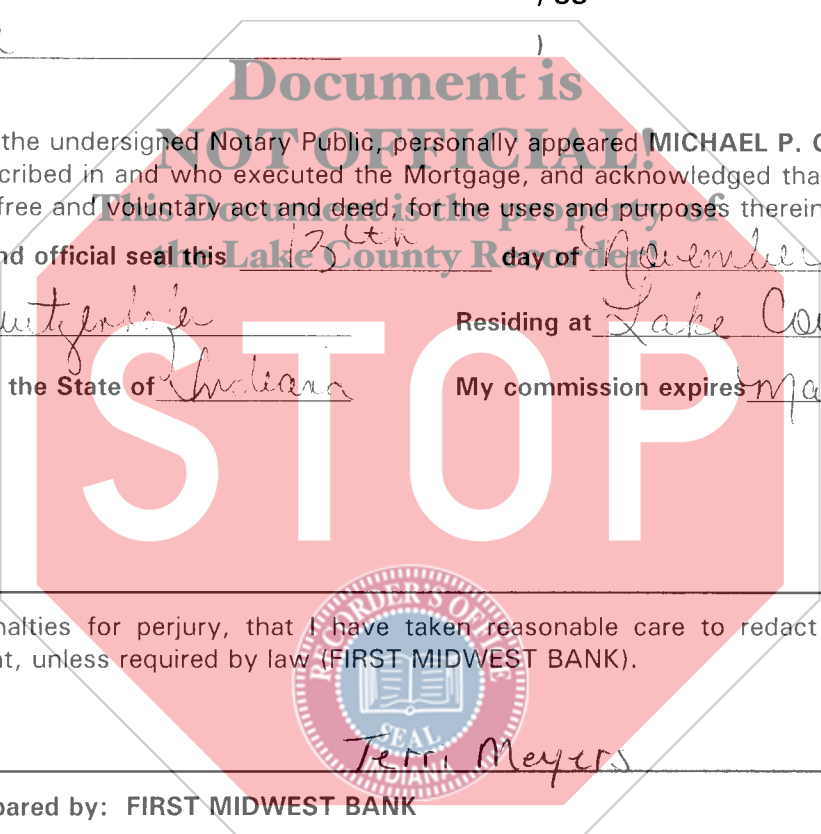 Document is
the undersigned Notary Public, personally appeared MICHAEL P.
NOT OFFICIAL!
cribed in and who executed the Mortgage, and acknowledged tha
free and voluntary act and deed, for the uses and purposes therein
This Document is the property of
the Lake County Recorder!
nd official seal this 13th day of November
Residing at Lake Cou
the State of Indiana My commission expires Ma
STOP
nalties for perjury, that I have taken reasonable care to redact
nt, unless required by law (FIRST MIDWEST BANK).
RECORDER'S OFFICE
SEAL
INDIANA
Terri Meyers
pared by: FIRST MIDWEST BANK